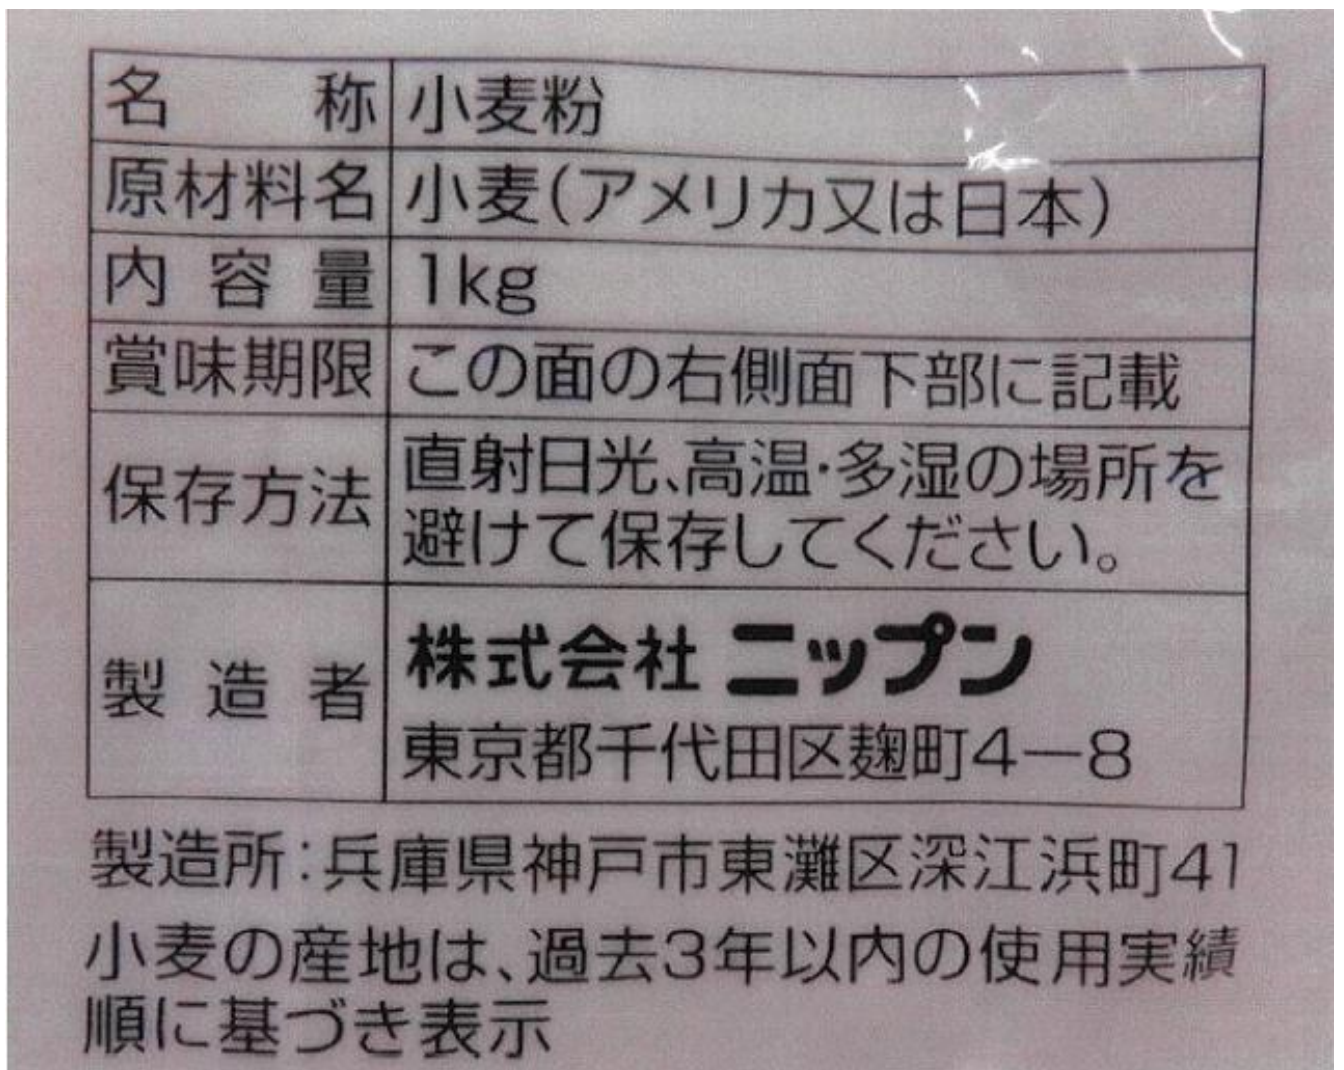 名称 小麦粉
原材料名 小麦(アメリカ又は日本)
内容量 1kg
賞味期限 この面の右側面下部に記載
保存方法 直射日光、高温・多湿の場所を
避けて保存してください。
製造者 株式会社 ニップン
東京都千代田区麹町4―8
製造所:兵庫県神戸市東灘区深江浜町41
小麦の産地は、過去3年以内の使用実績
順に基づき表示